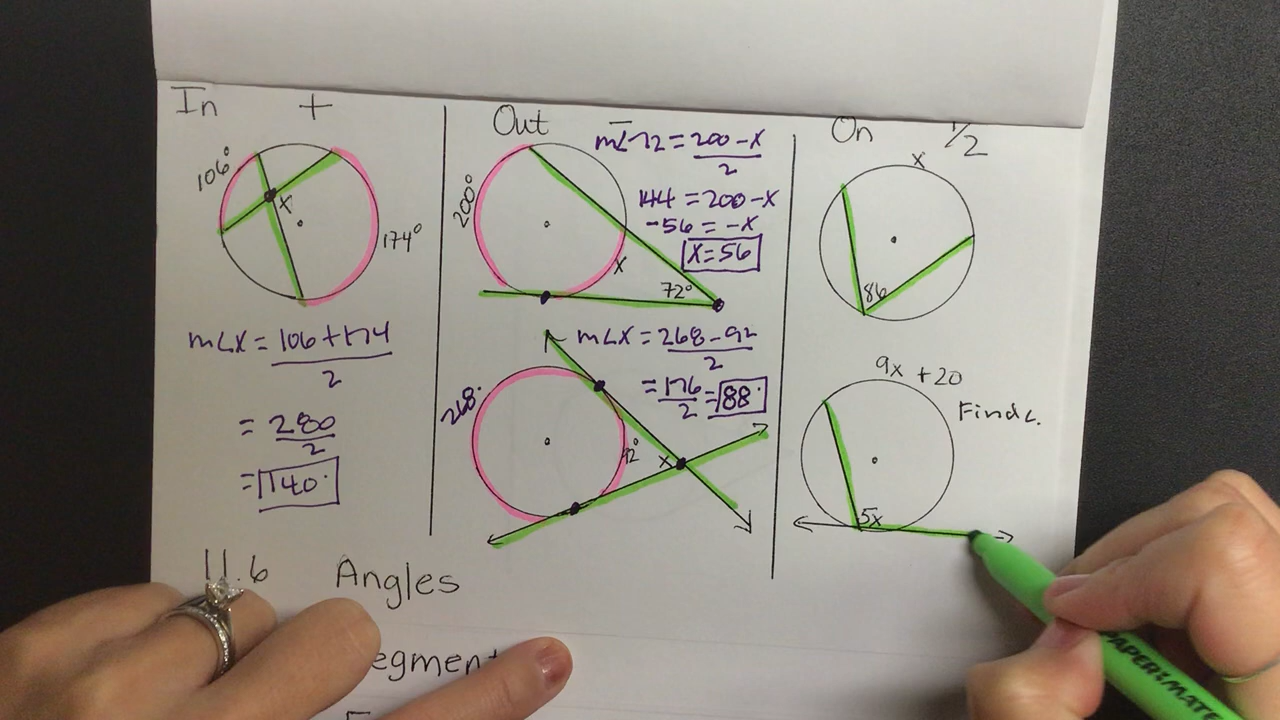 In +
106°
x
174°
m∠x = 106 + 174
2
= 280
2
= 140°
Out −
200°
x
72°
m∠72 = 200 - x
2
144 = 200 - x
-56 = -x
x = 56
268°
92°
x
m∠x = 268 - 92
2
= 176 = 88°
2
On 1/2
x
86
9x + 20
Find
5x
11.6 Angles
egment
PAPER MATE